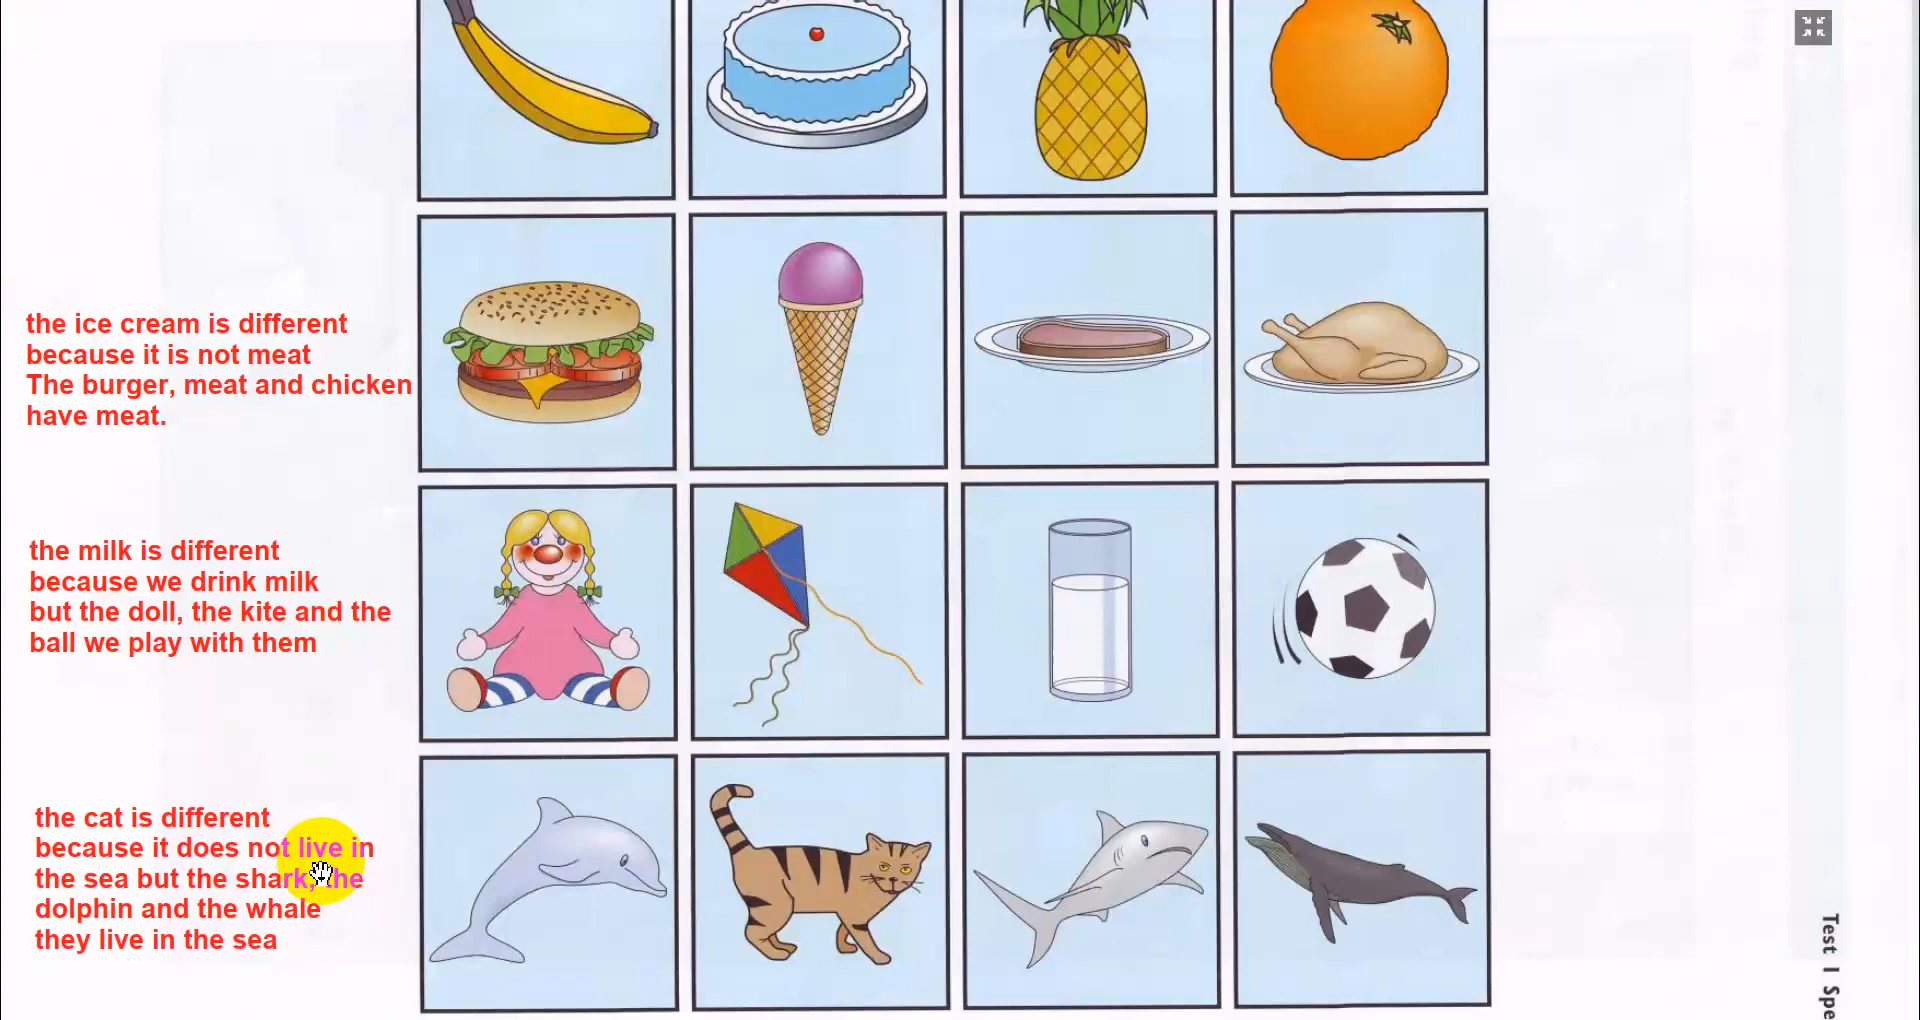 the ice cream is different
because it is not meat
The burger, meat and chicken
have meat.
the milk is different
because we drink milk
but the doll, the kite and the
ball we play with them
the cat is different
because it does not live in
the sea but the shark, the
dolphin and the whale
they live in the sea
Test 1 Spe